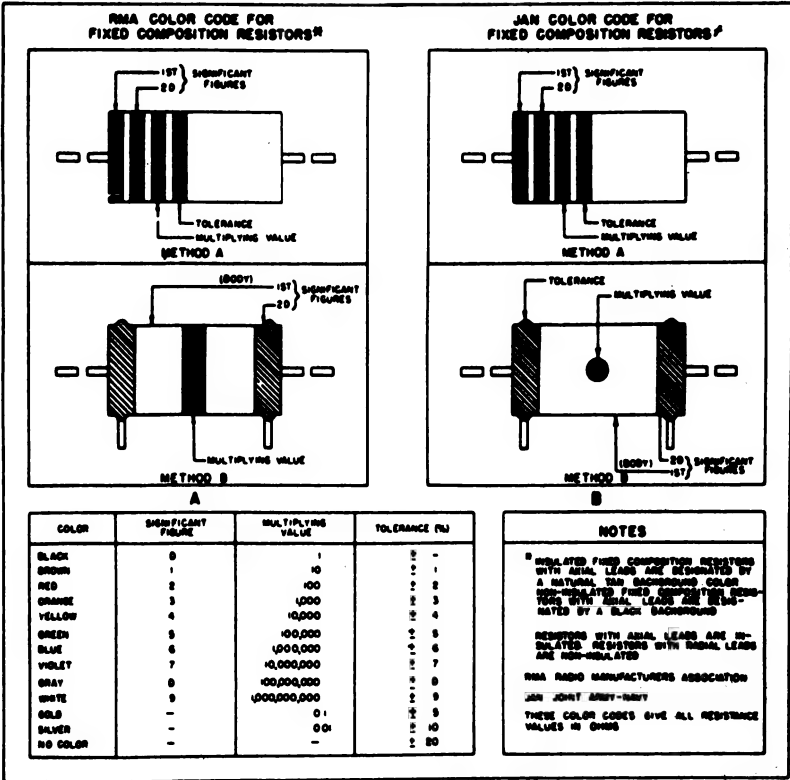 RMA COLOR CODE FOR
FIXED COMPOSITION RESISTORS
1ST } SIGNIFICANT
2D } FIGURES
TOLERANCE
MULTIPLYING VALUE
METHOD A
(BODY)
1ST } SIGNIFICANT
2D } FIGURES
MULTIPLYING VALUE
METHOD B
A
JAN COLOR CODE FOR
FIXED COMPOSITION RESISTORS
1ST } SIGNIFICANT
2D } FIGURES
TOLERANCE
MULTIPLYING VALUE
METHOD A
TOLERANCE
MULTIPLYING VALUE
(BODY)
2D } SIGNIFICANT
1ST } FIGURES
METHOD B
B
COLOR SIGNIFICANT FIGURE MULTIPLYING VALUE TOLERANCE (%)
BLACK 0 1 ± -
BROWN 1 10 ± 1
RED 2 100 ± 2
ORANGE 3 1,000 ± 3
YELLOW 4 10,000 ± 4
GREEN 5 100,000 ± 5
BLUE 6 1,000,000 ± 6
VIOLET 7 10,000,000 ± 7
GRAY 8 100,000,000 ± 8
WHITE 9 1,000,000,000 ± 9
GOLD - 0.1 ± 5
SILVER - 0.01 ± 10
NO COLOR - - ± 20
NOTES
INSULATED FIXED COMPOSITION RESISTORS
WITH AXIAL LEADS ARE DESIGNATED BY
A NATURAL TAN BACKGROUND COLOR
NON-INSULATED FIXED COMPOSITION RESIS-
TORS WITH AXIAL LEADS ARE DESIG-
NATED BY A BLACK BACKGROUND
RESISTORS WITH AXIAL LEADS ARE IN-
SULATED. RESISTORS WITH RADIAL LEADS
ARE NON-INSULATED
RMA RADIO MANUFACTURERS ASSOCIATION
JAN JOINT ARMY-NAVY
THESE COLOR CODES GIVE ALL RESISTANCE
VALUES IN OHMS